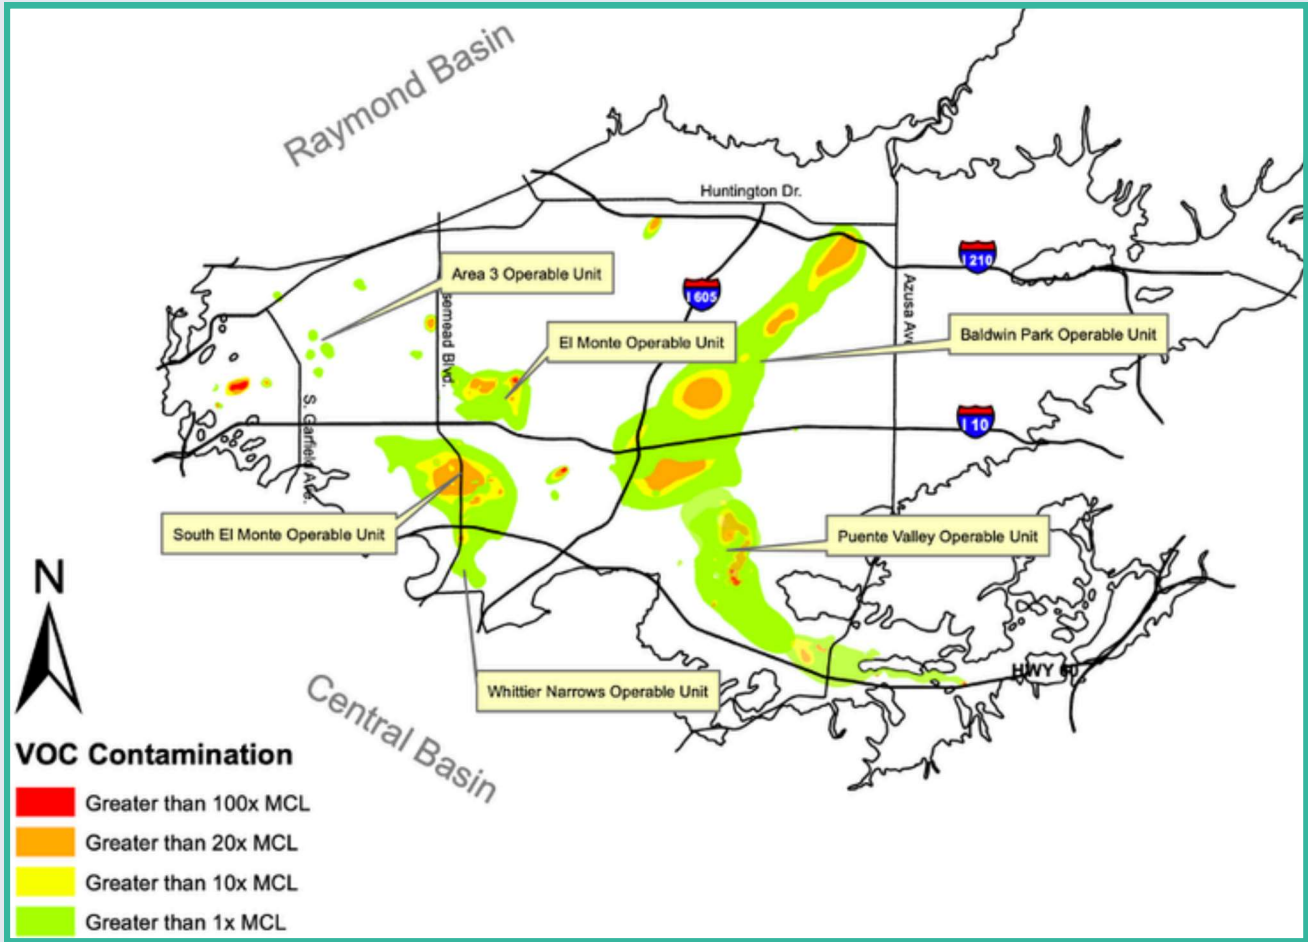 Raymond Basin
Huntington Dr.
Area 3 Operable Unit
I 210
I 605
Azusa Av
semead Blvd.
El Monte Operable Unit
Baldwin Park Operable Unit
S. Garfield Ave.
I 10
South El Monte Operable Unit
Puente Valley Operable Unit
N
HWY 60
Whittier Narrows Operable Unit
Central Basin
VOC Contamination
Greater than 100x MCL
Greater than 20x MCL
Greater than 10x MCL
Greater than 1x MCL